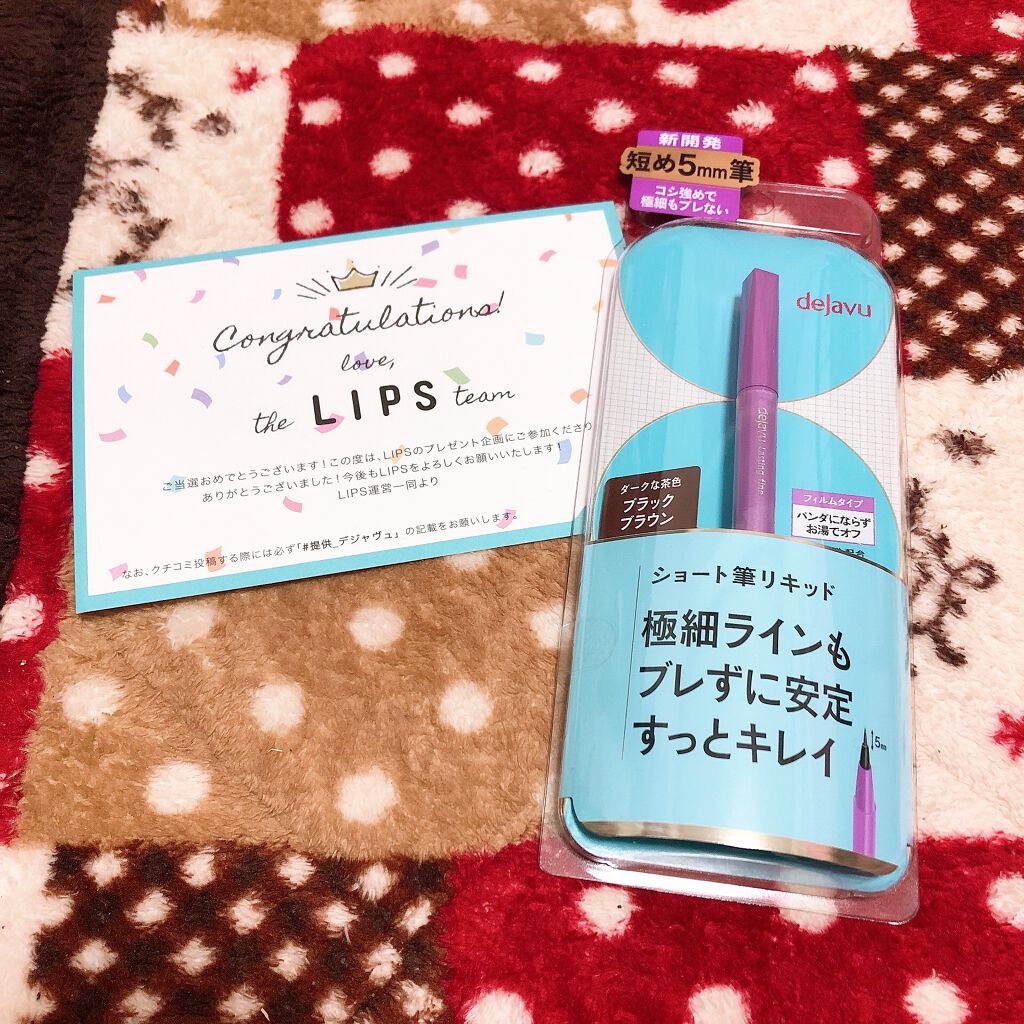 Congratulations!
love,
the LIPS team
ご当選おめでとうございます！この度は、LIPSのプレゼント企画にご参加くださり
ありがとうございました！今後もLIPSをよろしくお願いいたします！
LIPS運営一同より
なお、クチコミ投稿する際には必ず「#提供_デジャヴュ」の記載をお願いします。
新開発
短め5mm筆
コシ強めで
極細もブレない
dejavu
dejavu lasting fine
ダークな茶色
ブラック
ブラウン
フィルムタイプ
パンダにならず
お湯でオフ
ショート筆リキッド
極細ラインも
ブレずに安定
すっとキレイ
5mm